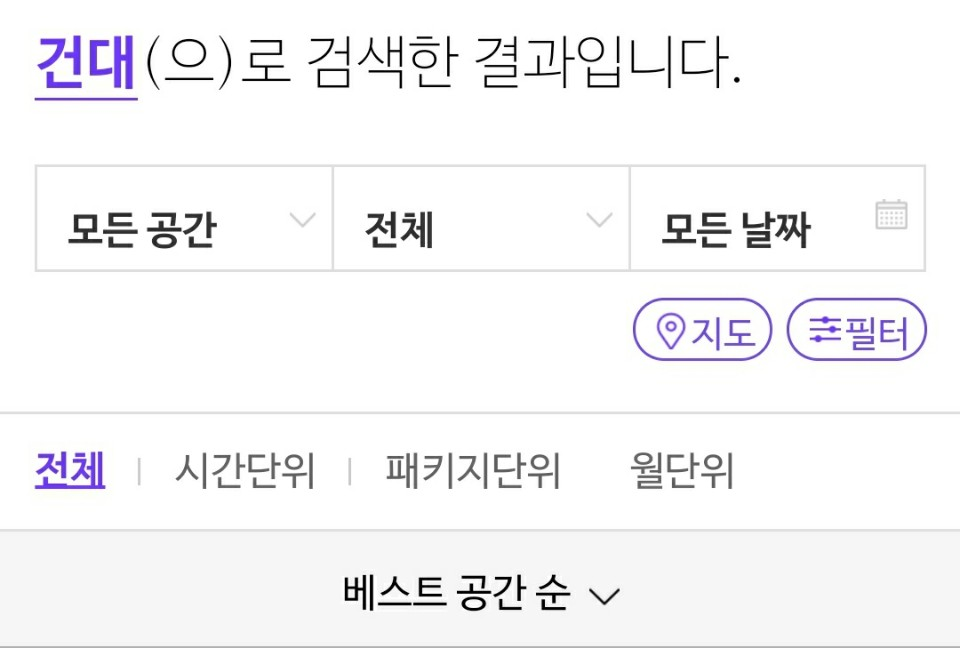 건대(으)로 검색한 결과입니다.
모든 공간 전체 모든 날짜
지도 필터
전체 | 시간단위 | 패키지단위 월단위
베스트 공간 순